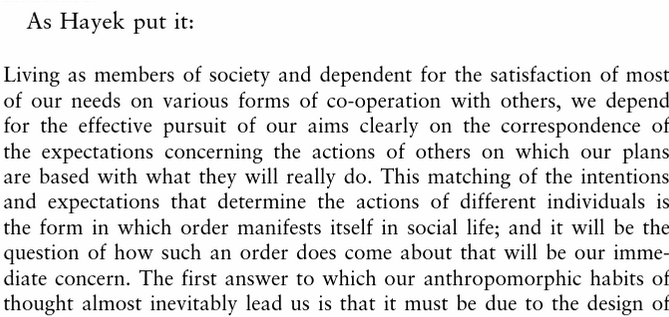 As Hayek put it:
Living as members of society and dependent for the satisfaction of most
of our needs on various forms of co-operation with others, we depend
for the effective pursuit of our aims clearly on the correspondence of
the expectations concerning the actions of others on which our plans
are based with what they will really do. This matching of the intentions
and expectations that determine the actions of different individuals is
the form in which order manifests itself in social life; and it will be the
question of how such an order does come about that will be our imme-
diate concern. The first answer to which our anthropomorphic habits of
thought almost inevitably lead us is that it must be due to the design of